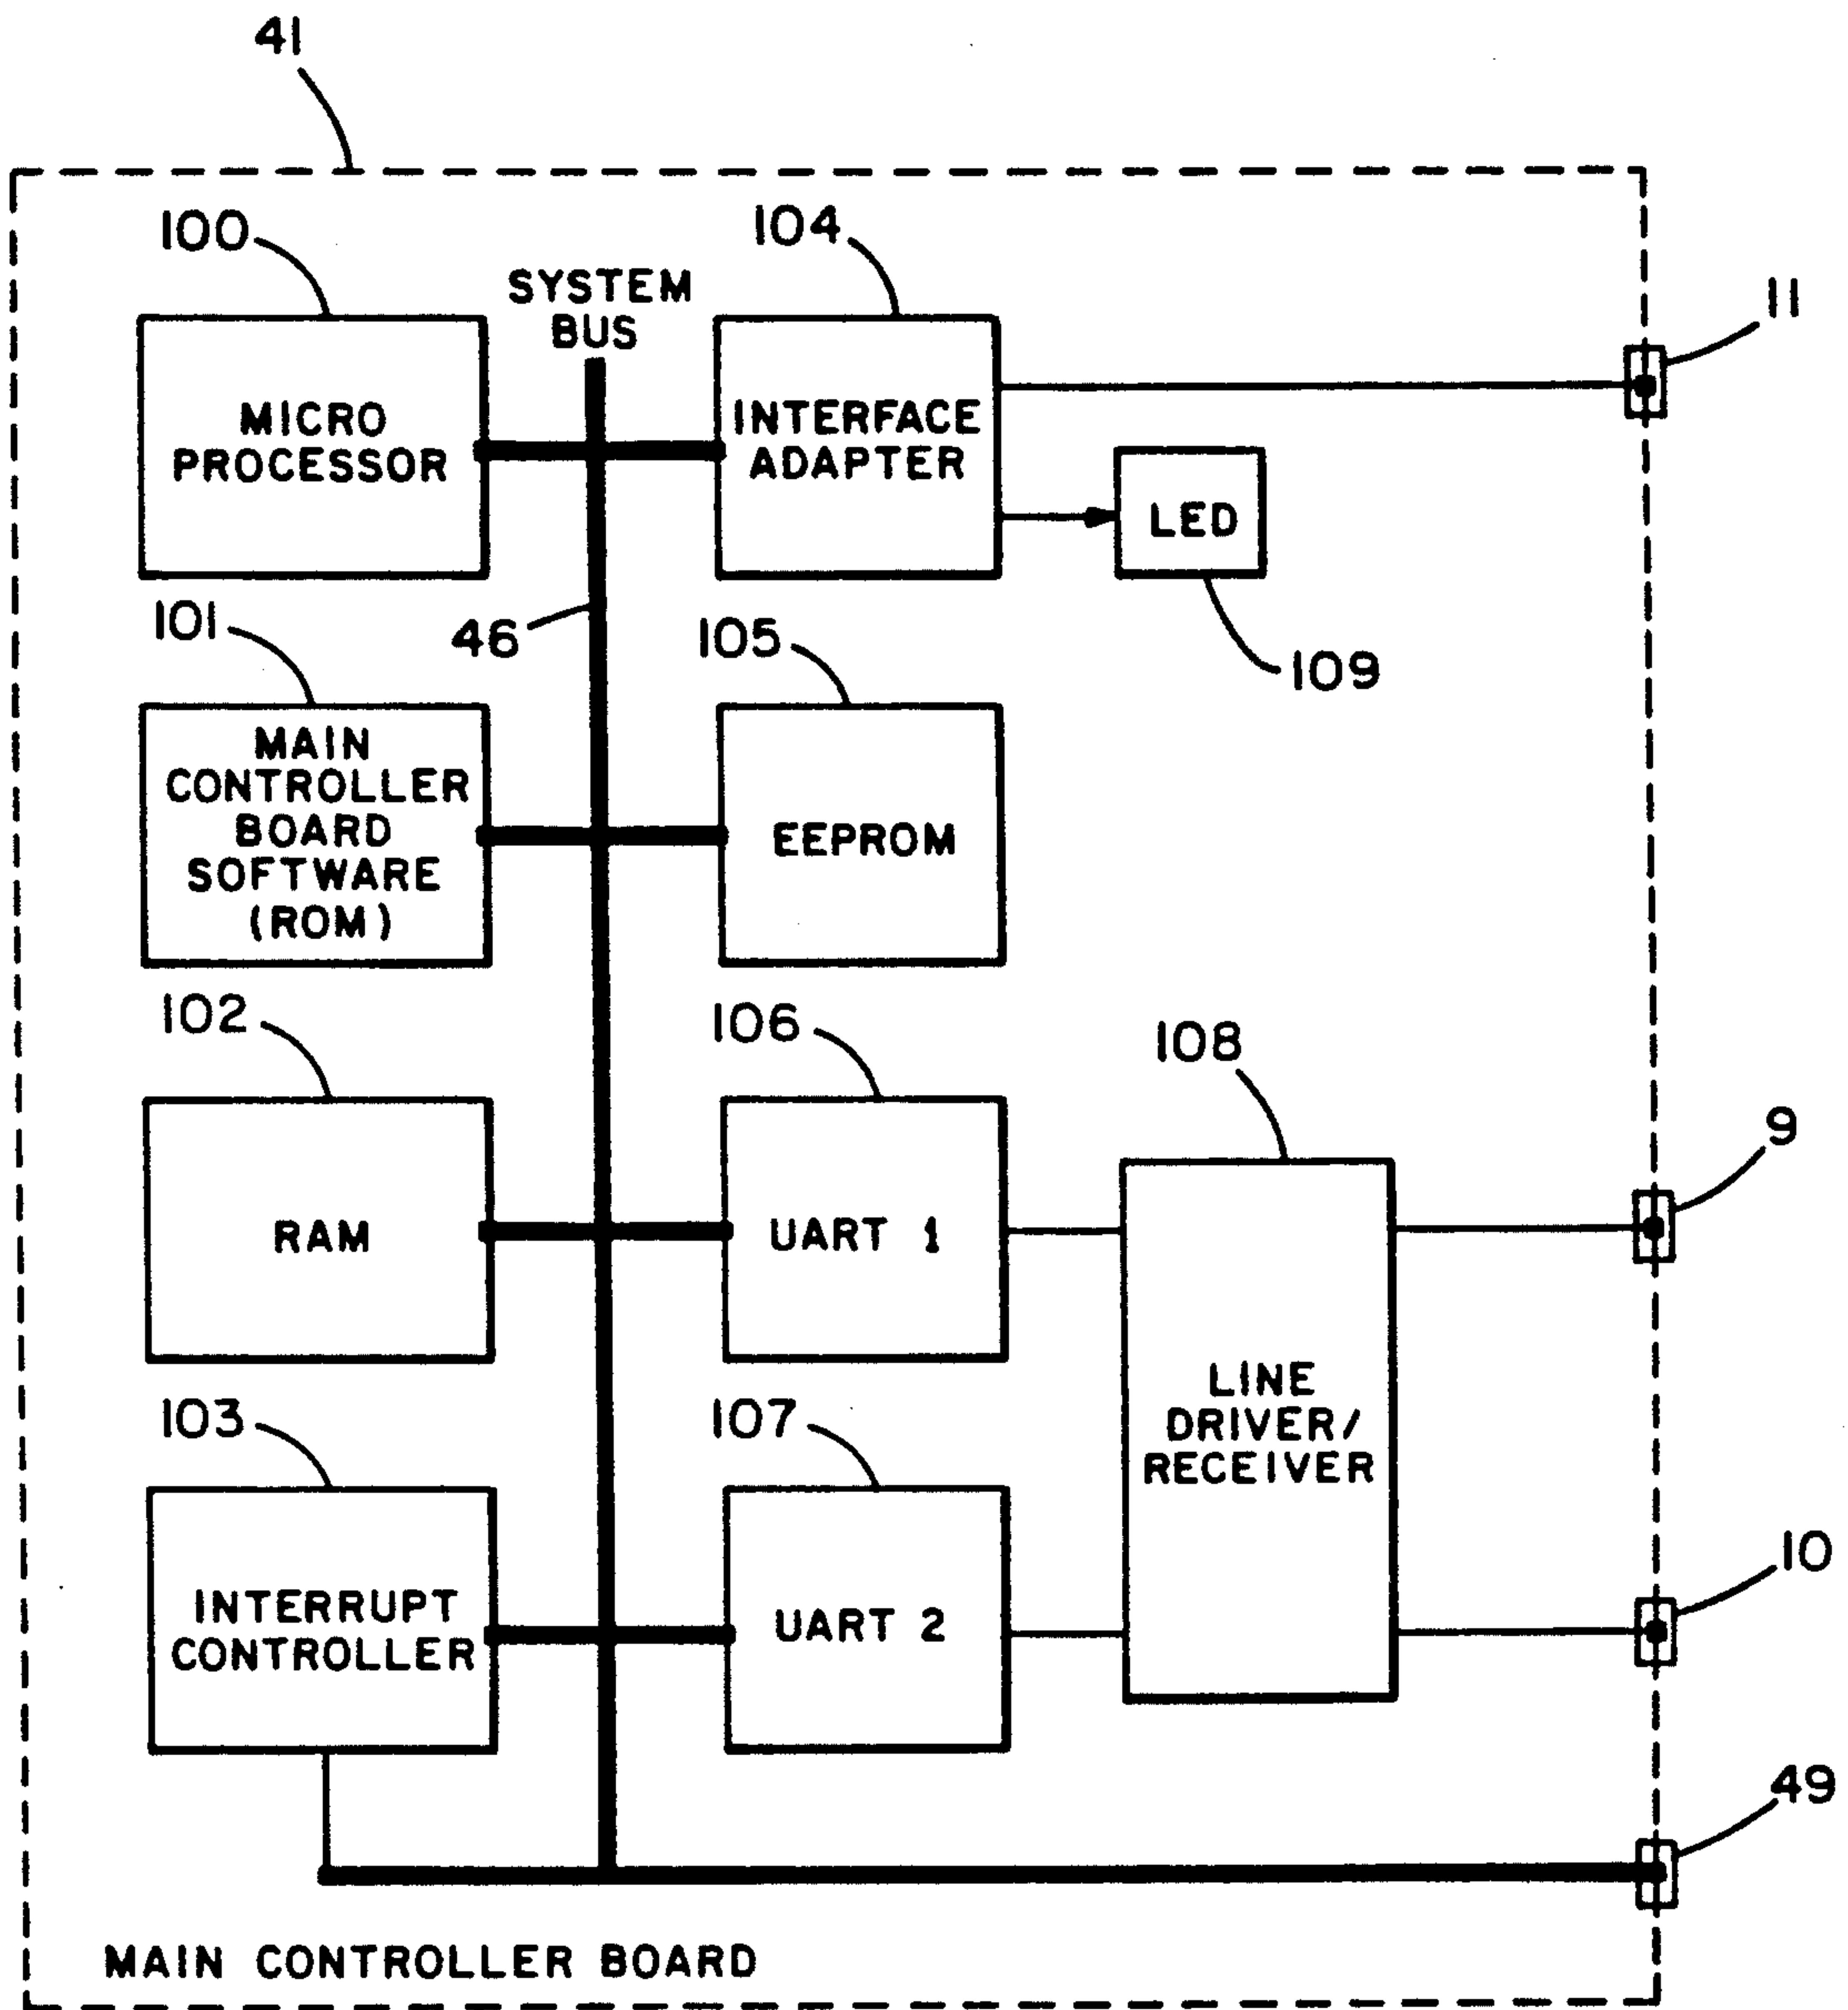 41
100
104
SYSTEM
BUS
11
MICRO
PROCESSOR
INTERFACE
ADAPTER
LED
101
46
105
109
MAIN
CONTROLLER
BOARD
SOFTWARE
(ROM)
EEPROM
102
106
108
9
RAM
UART 1
LINE
DRIVER/
RECEIVER
103
107
10
INTERRUPT
CONTROLLER
UART 2
49
MAIN CONTROLLER BOARD